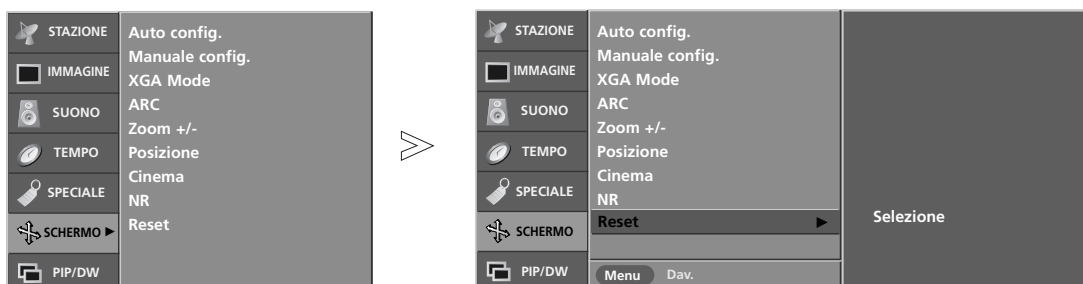 STAZIONE
IMMAGINE
SUONO
TEMPO
SPECIALE
SCHERMO
PIP/DW
Auto config.
Manuale config.
XGA Mode
ARC
Zoom +/-
Posizione
Cinema
NR
Reset
STAZIONE
IMMAGINE
SUONO
TEMPO
SPECIALE
SCHERMO
PIP/DW
Auto config.
Manuale config.
XGA Mode
ARC
Zoom +/-
Posizione
Cinema
NR
Reset
Menu Dav.
Selezione